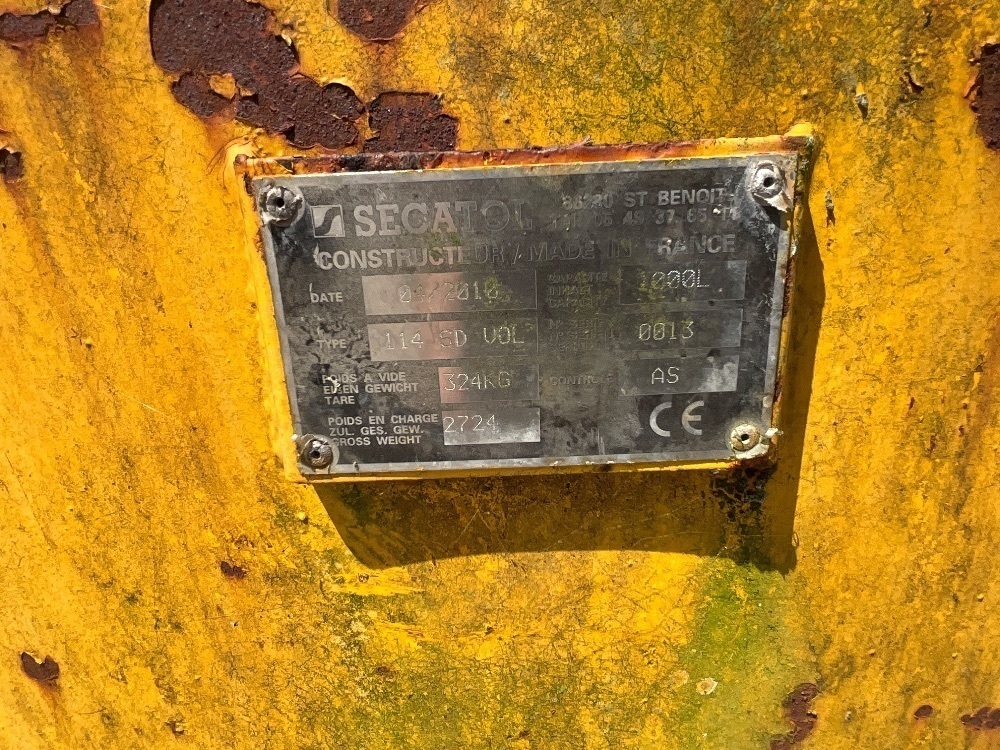 SECATOL ST BENOIT
CONSTRUCTEUR / MADE IN FRANCE
DATE 1000L
TYPE 114 SD VOL 0013
POIDS A VIDE
EIGEN GEWICHT
TARE 324KG AS
POIDS EN CHARGE
ZUL. GES. GEW.
GROSS WEIGHT 2724 CE